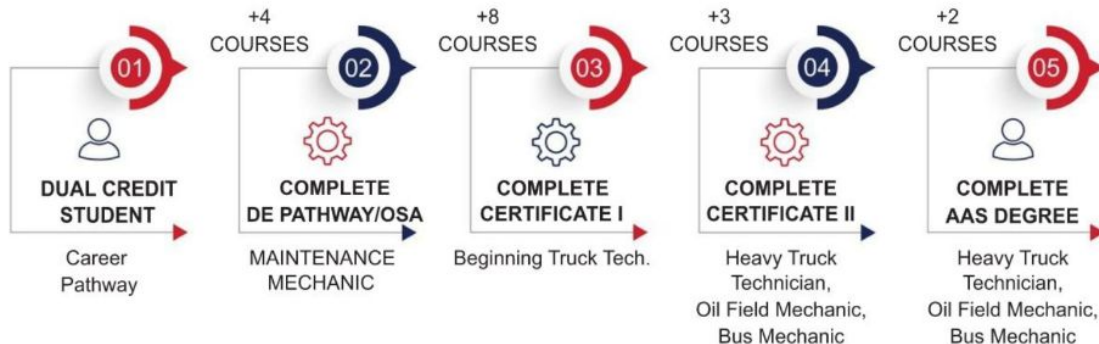 01
DUAL CREDIT
STUDENT
Career
Pathway
+4
COURSES
02
COMPLETE
DE PATHWAY/OSA
MAINTENANCE
MECHANIC
+8
COURSES
03
COMPLETE
CERTIFICATE I
Beginning Truck Tech.
+3
COURSES
04
COMPLETE
CERTIFICATE II
Heavy Truck
Technician,
Oil Field Mechanic,
Bus Mechanic
+2
COURSES
05
COMPLETE
AAS DEGREE
Heavy Truck
Technician,
Oil Field Mechanic,
Bus Mechanic